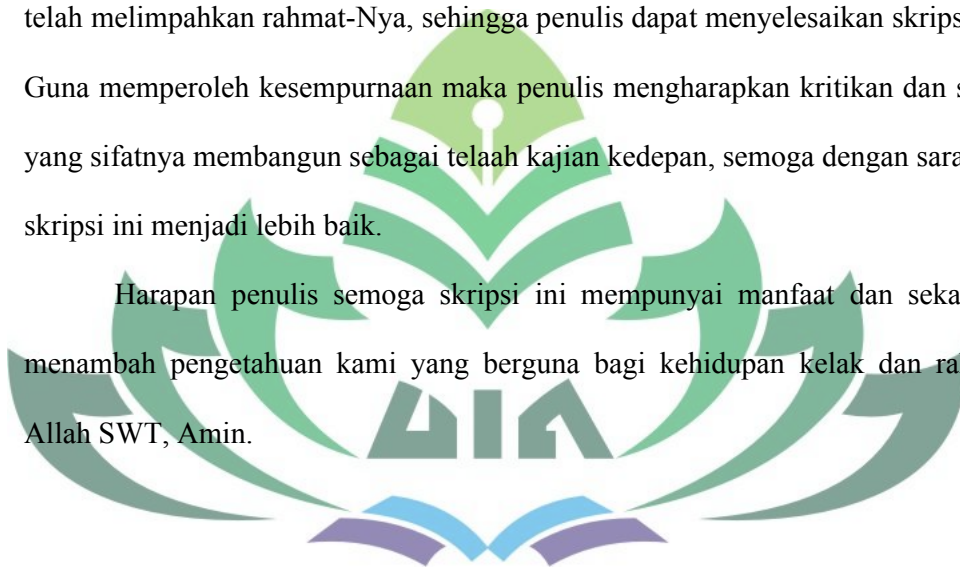 telah melimpahkan rahmat-Nya, sehingga penulis dapat menyelesaikan skrips
Guna memperoleh kesempurnaan maka penulis mengharapkan kritikan dan s
yang sifatnya membangun sebagai telaah kajian kedepan, semoga dengan sara
skripsi ini menjadi lebih baik.
Harapan penulis semoga skripsi ini mempunyai manfaat dan seka
menambah pengetahuan kami yang berguna bagi kehidupan kelak dan ra
Allah SWT, Amin.
UIN